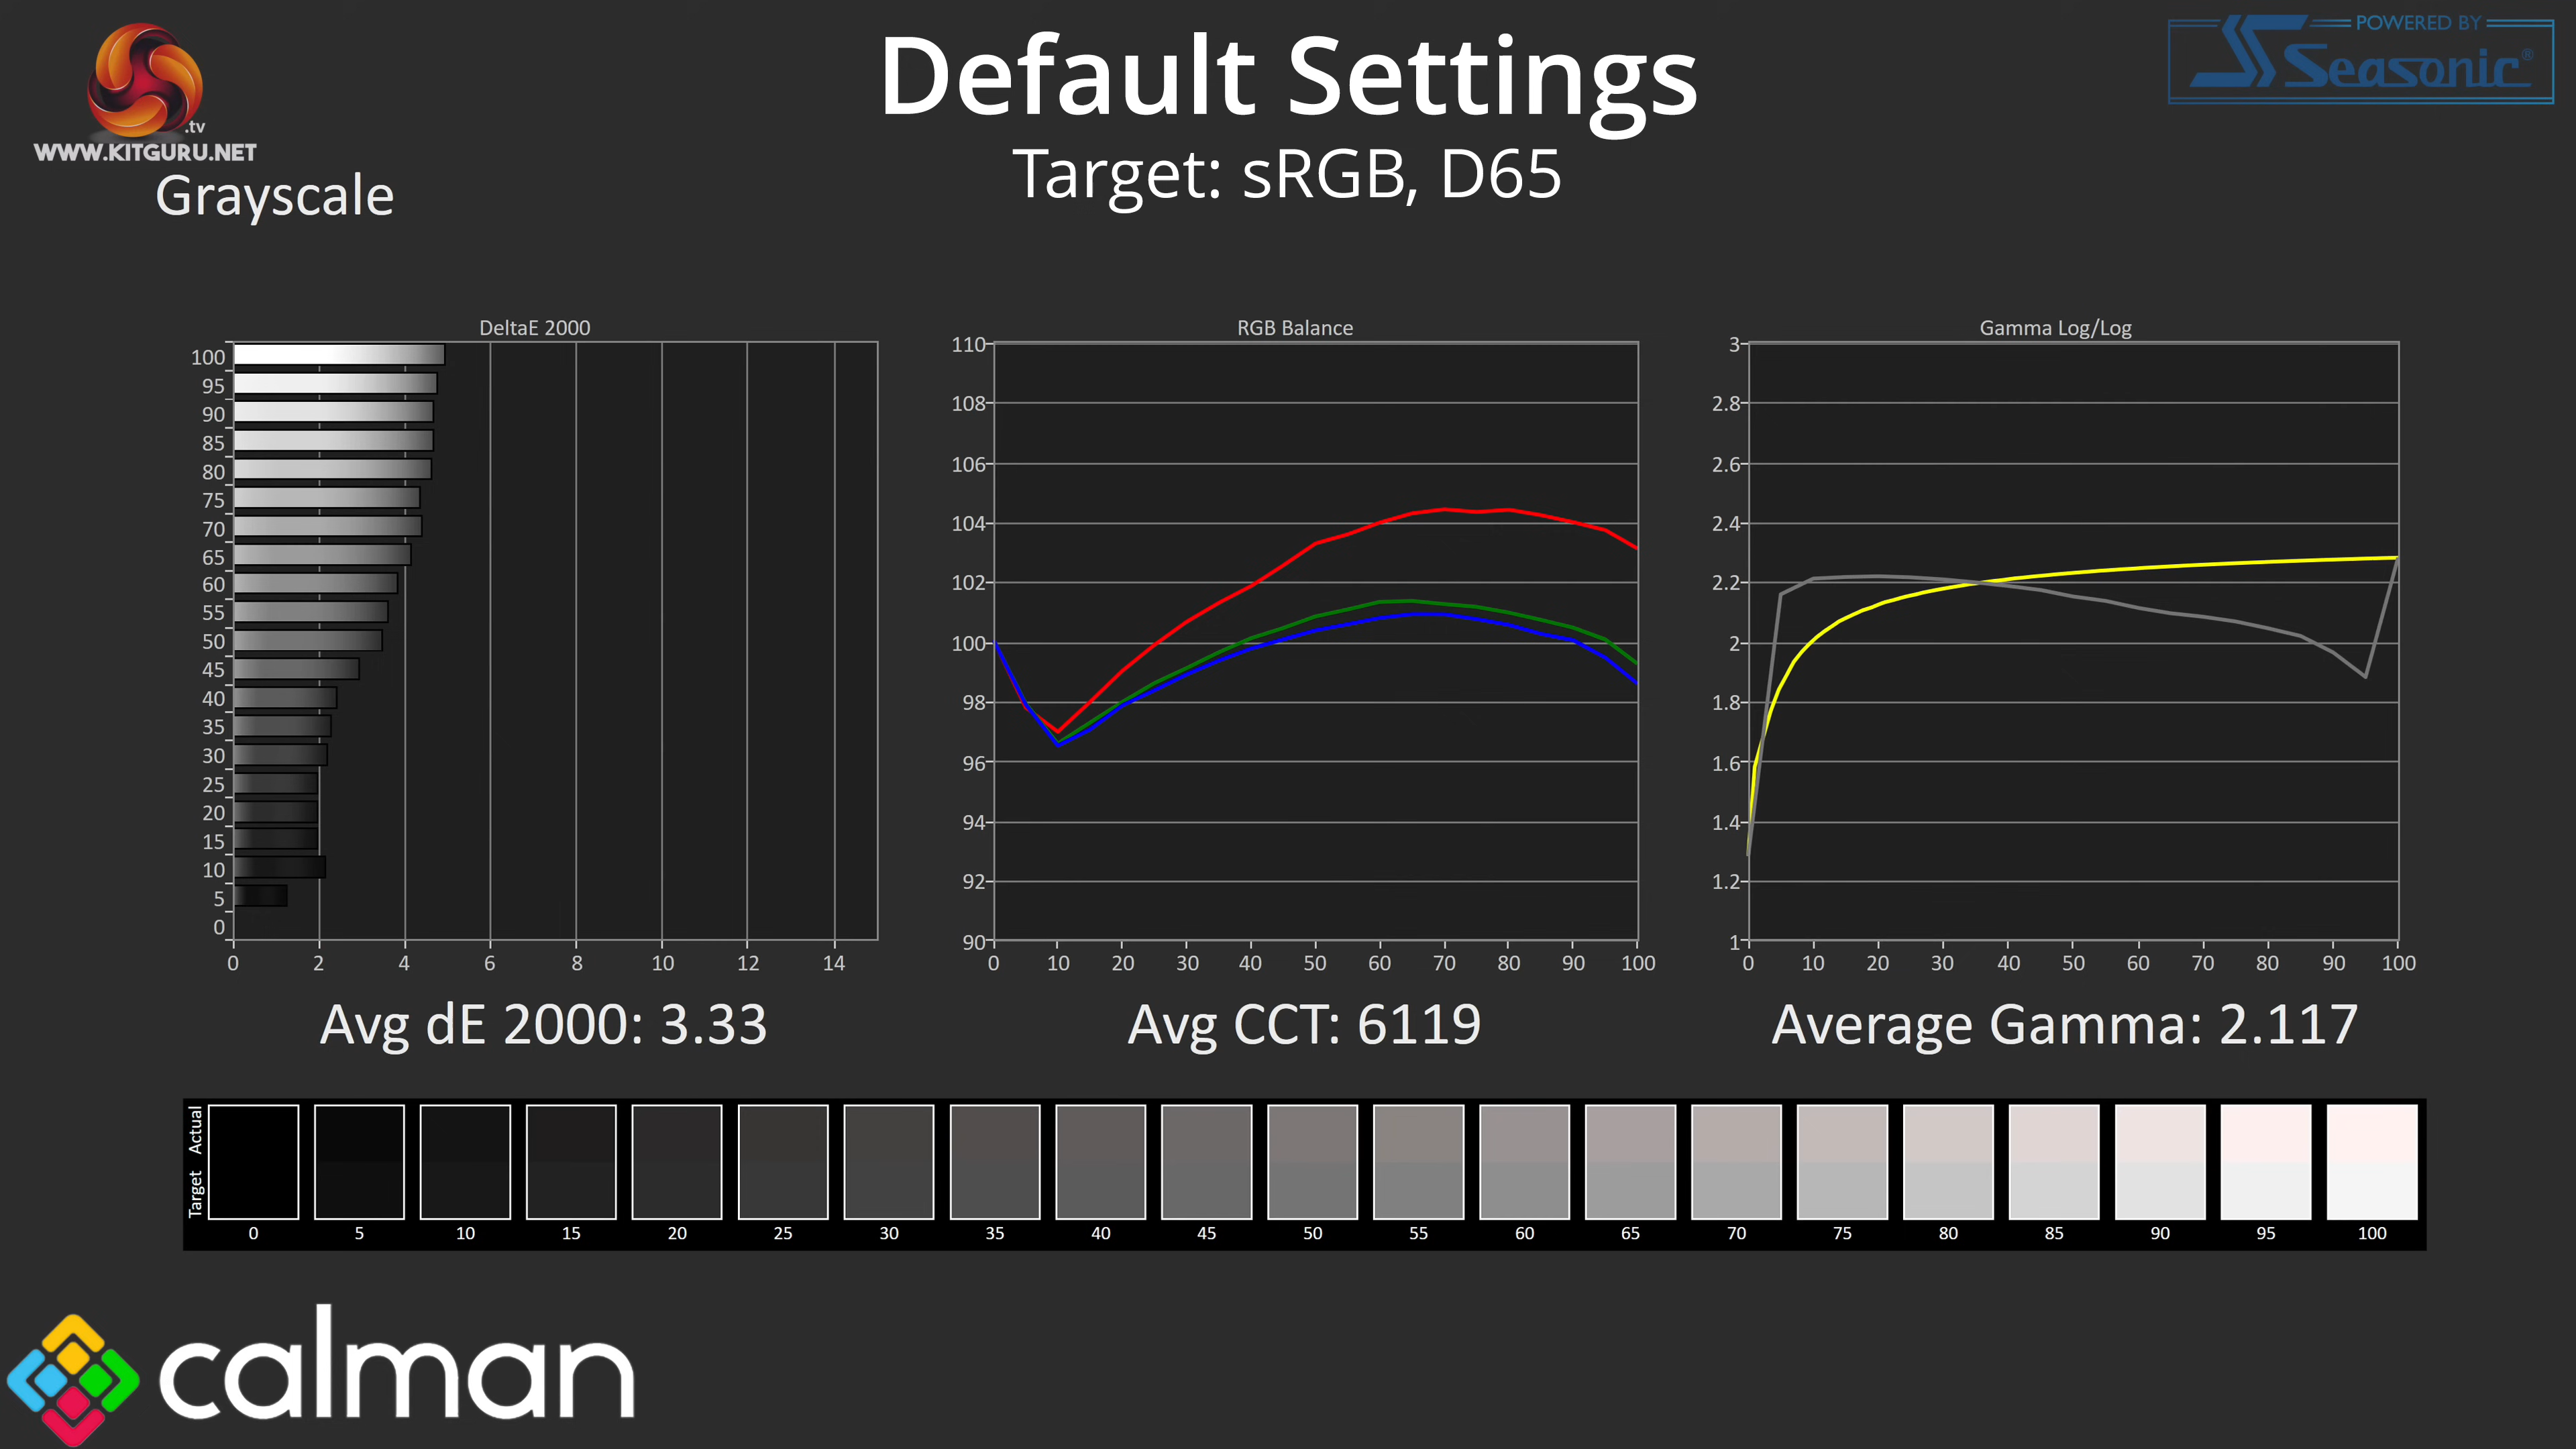 Default Settings
Target: sRGB, D65
.tv
WWW.KITGURU.NET
POWERED BY
Seasonic®
Grayscale
DeltaE 2000
100
95
90
85
80
75
70
65
60
55
50
45
40
35
30
25
20
15
10
5
0
0 2 4 6 8 10 12 14
Avg dE 2000: 3.33
RGB Balance
110
108
106
104
102
100
98
96
94
92
90
0 10 20 30 40 50 60 70 80 90 100
Avg CCT: 6119
Gamma Log/Log
3
2.8
2.6
2.4
2.2
2
1.8
1.6
1.4
1.2
1
0 10 20 30 40 50 60 70 80 90 100
Average Gamma: 2.117
Actual
Target
0 5 10 15 20 25 30 35 40 45 50 55 60 65 70 75 80 85 90 95 100
calman